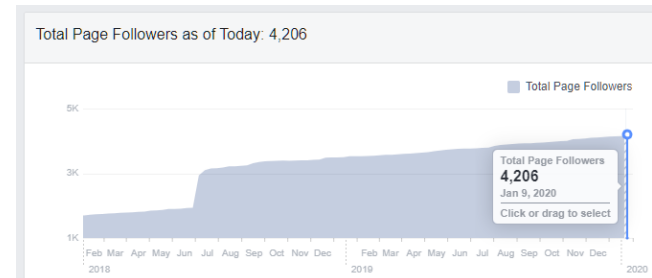 Total Page Followers as of Today: 4,206
Total Page Followers
5K
3K
1K
Total Page Followers
4,206
Jan 9, 2020
Click or drag to select
Feb Mar Apr May Jun Jul Aug Sep Oct Nov Dec Feb Mar Apr May Jun Jul Aug Sep Oct Nov Dec
2018 2019 2020